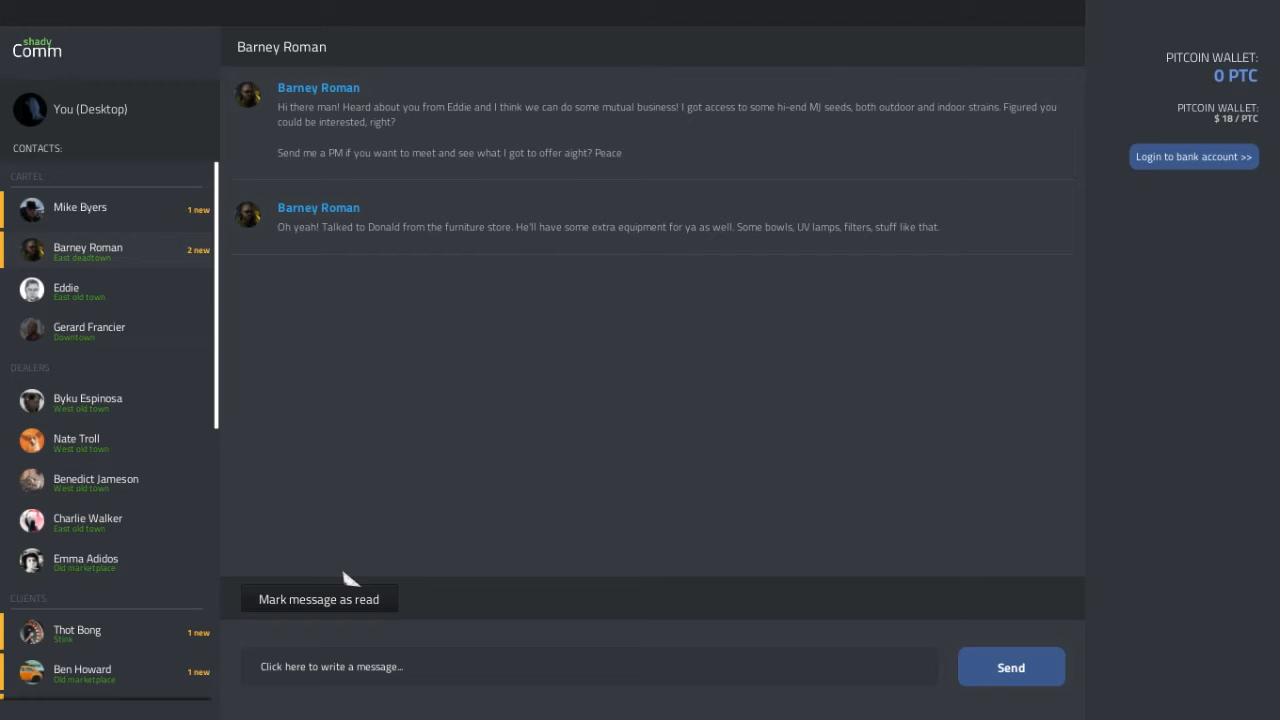 shady
Comm
You (Desktop)
CONTACTS:
CARTEL
Mike Byers
1 new
Barney Roman
East deadtown
2 new
Eddie
East old town
Gerard Francier
Downtown
DEALERS
Byku Espinosa
West old town
Nate Troll
West old town
Benedict Jameson
West old town
Charlie Walker
East old town
Emma Adidos
Old marketplace
CLIENTS
Thot Bong
Stink
1 new
Ben Howard
Old marketplace
1 new
Barney Roman
Barney Roman
Hi there man! Heard about you from Eddie and I think we can do some mutual business! I got access to some hi-end MJ seeds, both outdoor and indoor strains. Figured you
could be interested, right?
Send me a PM if you want to meet and see what I got to offer aight? Peace
Barney Roman
Oh yeah! Talked to Donald from the furniture store. He'll have some extra equipment for ya as well. Some bowls, UV lamps, filters, stuff like that.
Mark message as read
Click here to write a message...
Send
PITCOIN WALLET:
0 PTC
PITCOIN WALLET:
$ 18 / PTC
Login to bank account >>